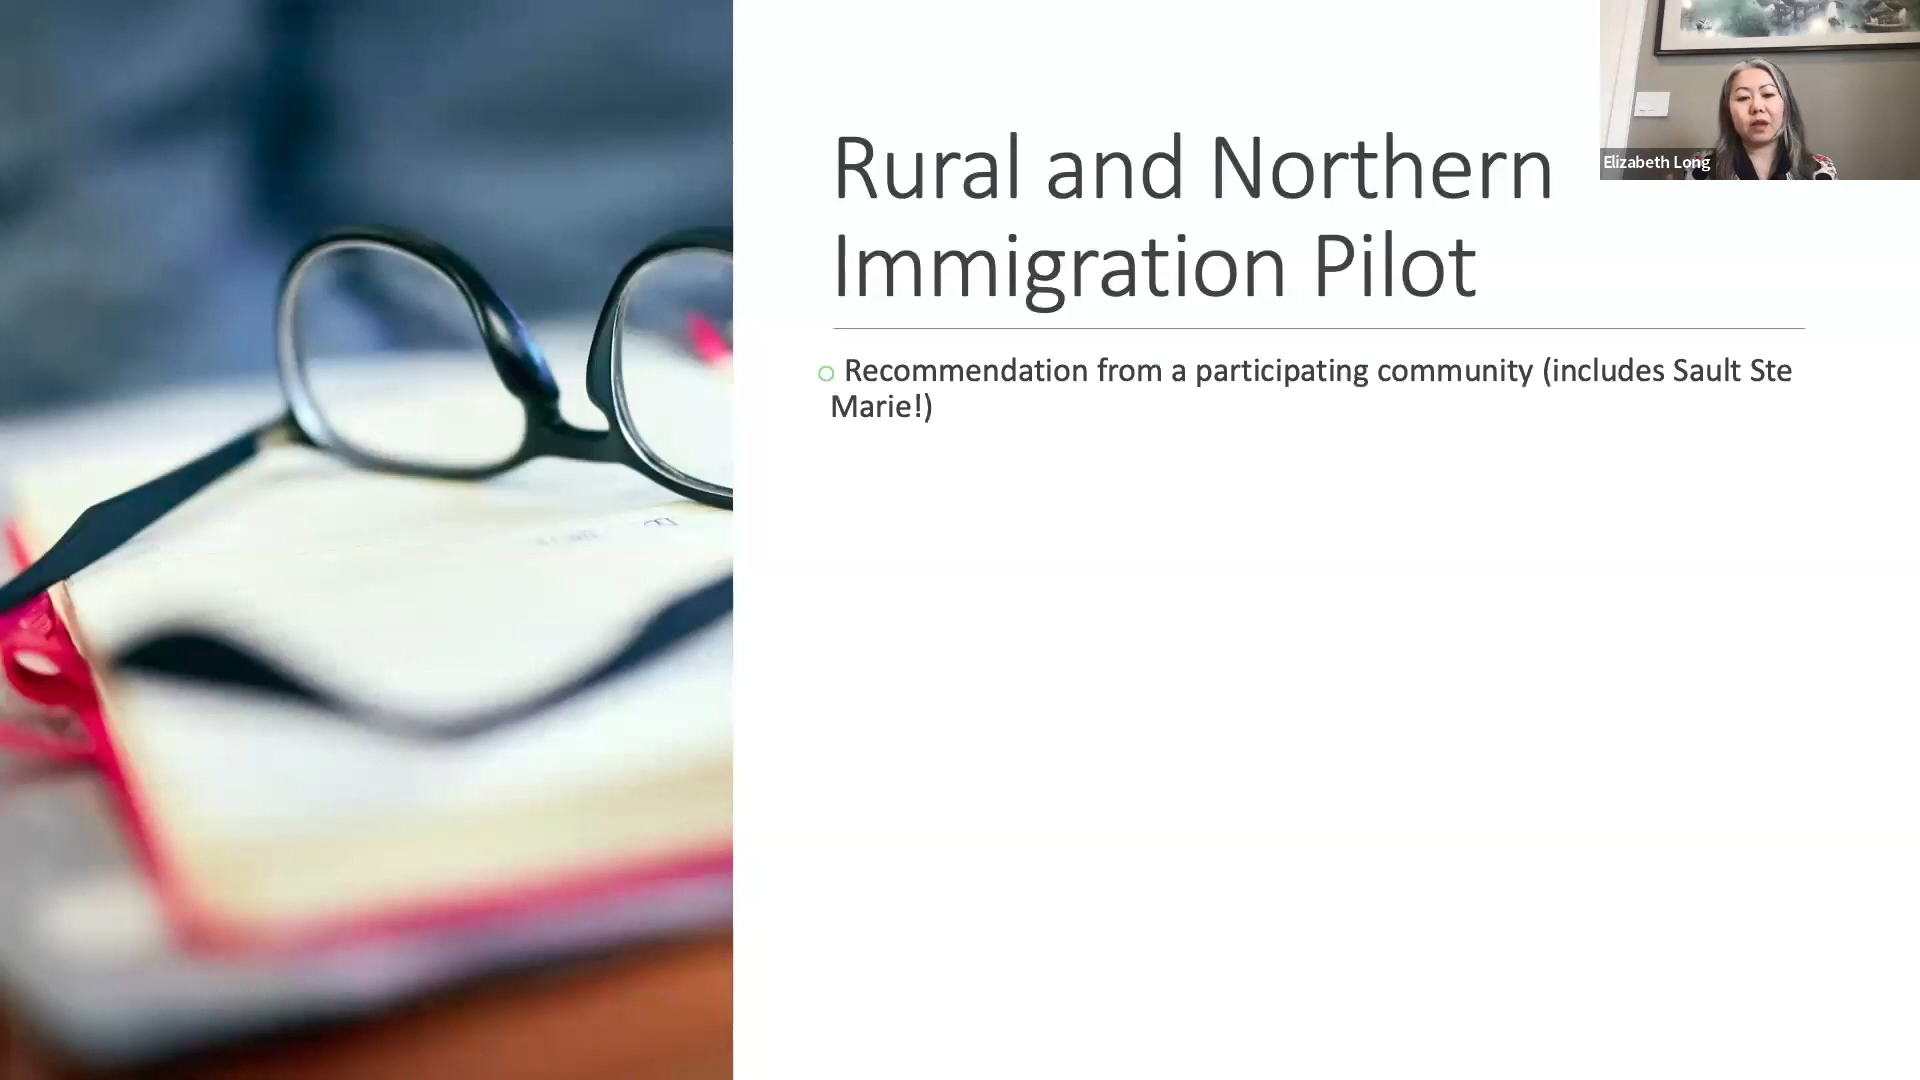 Rural and Northern
Immigration Pilot
Elizabeth Long
Recommendation from a participating community (includes Sault Ste
Marie!)